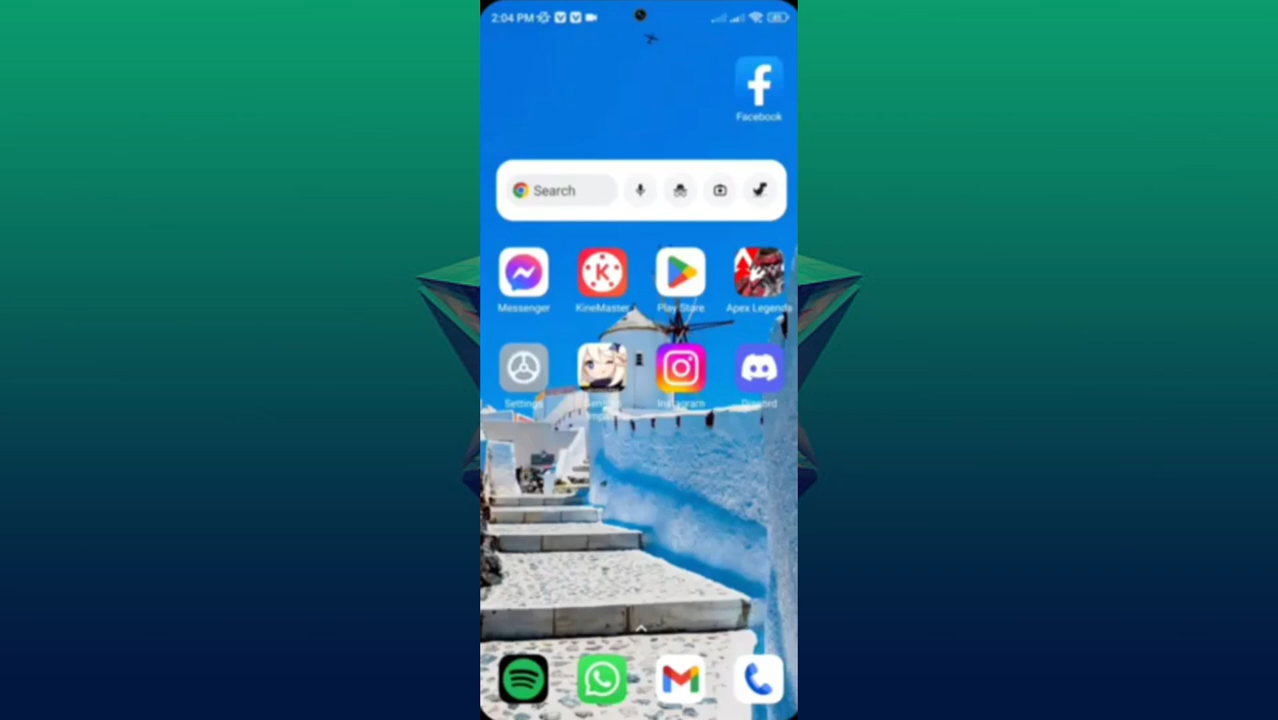 2:04 PM
Facebook
Search
Messenger
KineMaster
Play Store
Apex Legends
Settings
Instagram
Discord